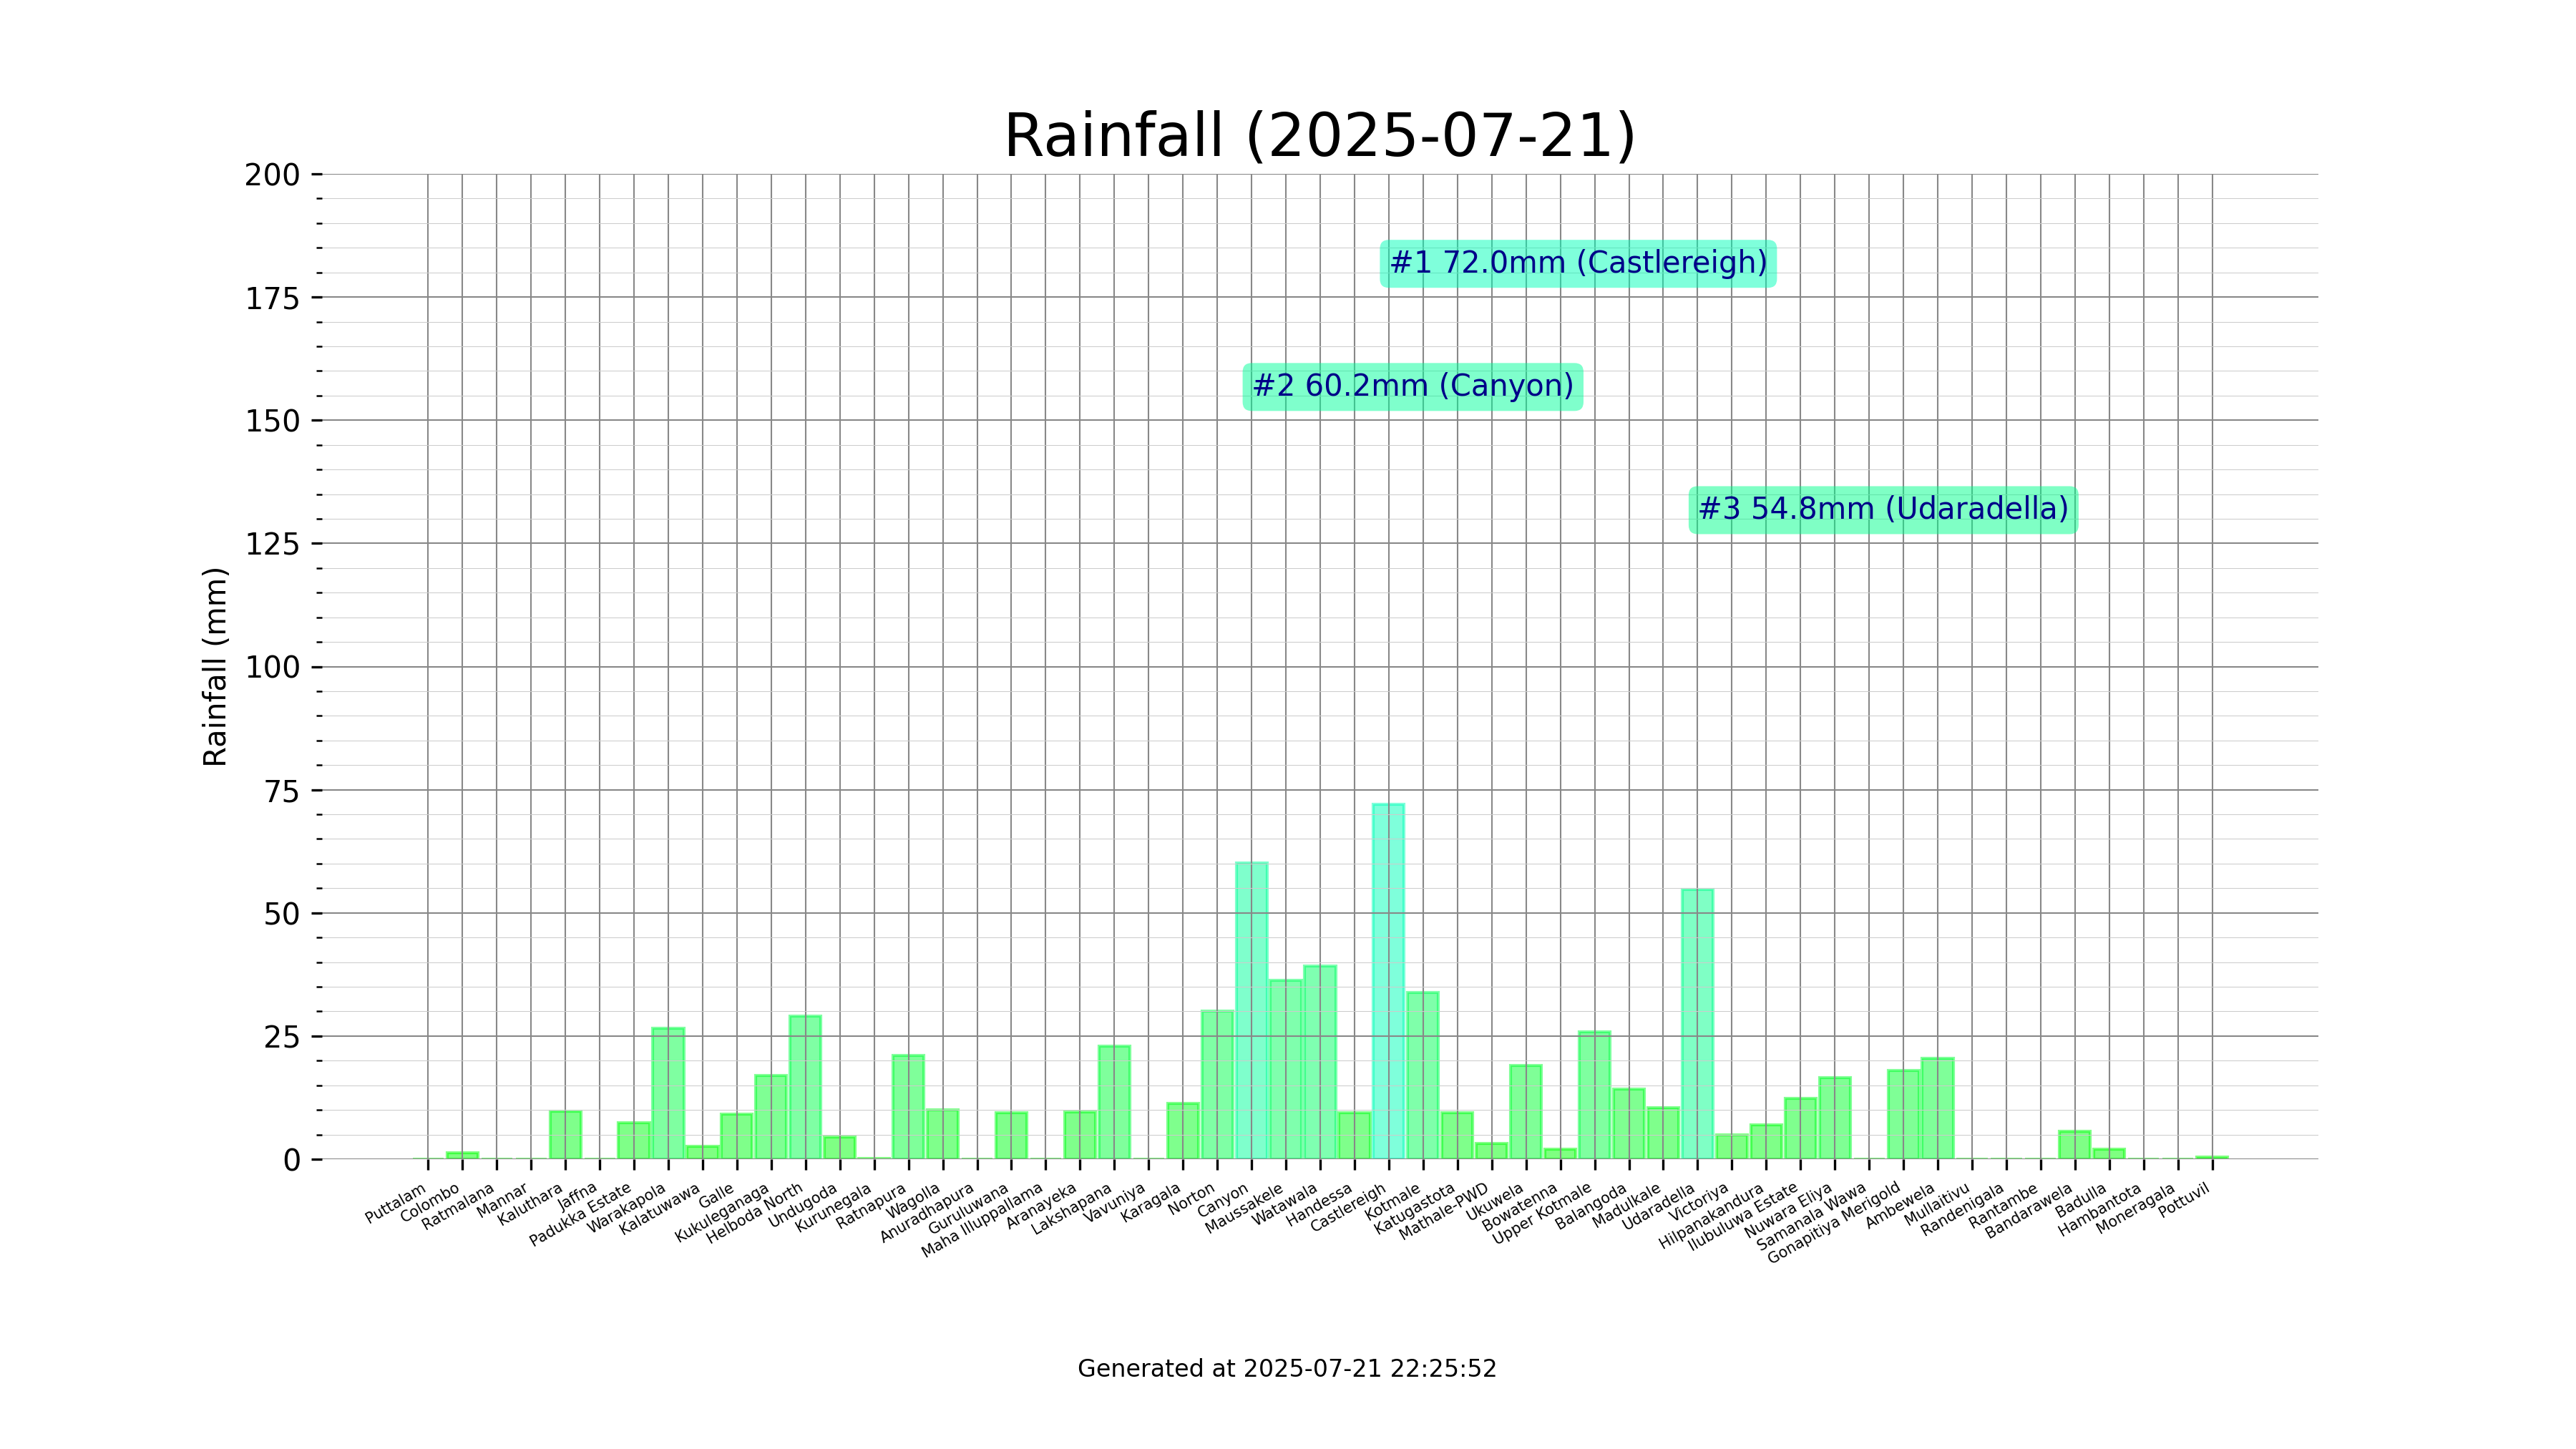 Rainfall (2025-07-21)
200
175
150
125
100
75
50
25
0
Rainfall (mm)
#1 72.0mm (Castlereigh)
#2 60.2mm (Canyon)
#3 54.8mm (Udaradella)
Puttalam
Colombo
Ratmalana
Mannar
Kaluthara
Jaffna
Padukka Estate
Warakapola
Kalatuwawa
Galle
Kukuleganaga
Helboda North
Undugoda
Kurunegala
Ratnapura
Wagolla
Anuradhapura
Guruluwana
Maha Illuppallama
Aranayeka
Lakshapana
Vavuniya
Karagala
Norton
Canyon
Maussakele
Watawala
Handessa
Castlereigh
Kotmale
Katugastota
Mathale-PWD
Ukuwela
Bowatenna
Upper Kotmale
Balangoda
Madulkale
Udaradella
Victoriya
Hilpanakandura
Ilubuluwa Estate
Nuwara Eliya
Samanala Wawa
Gonapitiya Merigold
Ambewela
Mullaitivu
Randenigala
Rantambe
Bandarawela
Badulla
Hambantota
Moneragala
Pottuvil
Generated at 2025-07-21 22:25:52